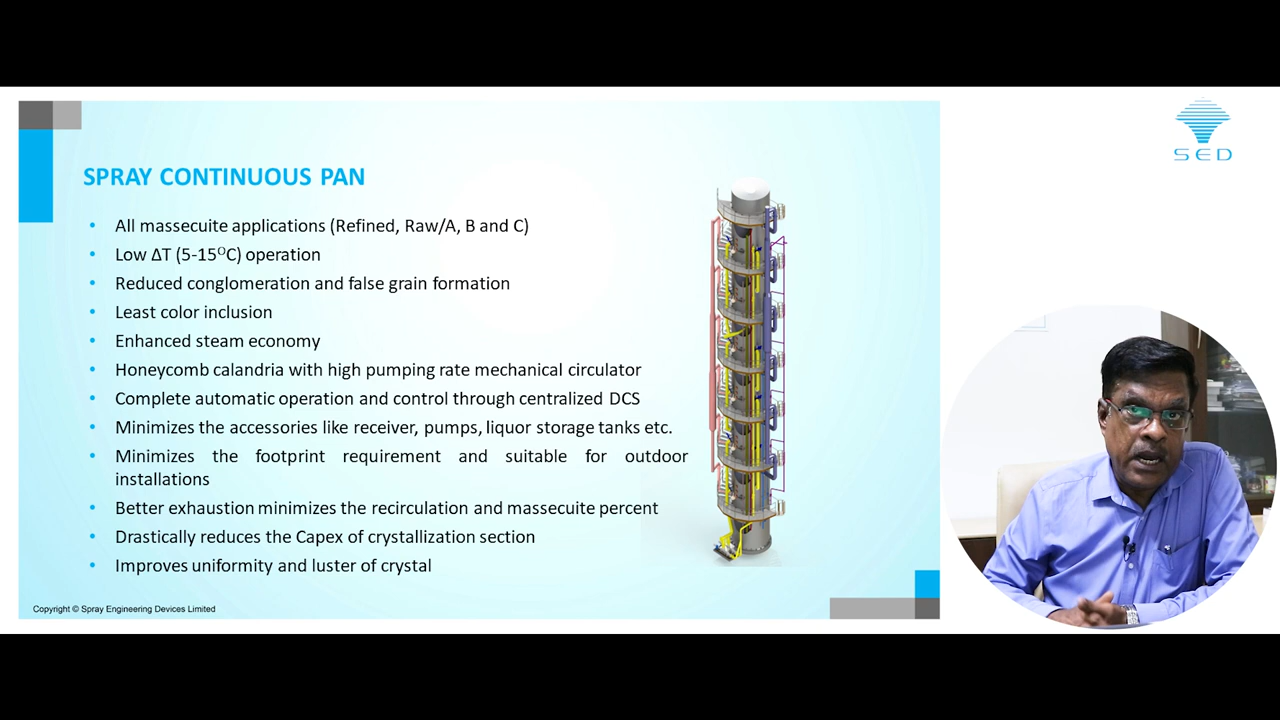 SED
SPRAY CONTINUOUS PAN
• All massecuite applications (Refined, Raw/A, B and C)
• Low ΔT (5-15⁰C) operation
• Reduced conglomeration and false grain formation
• Least color inclusion
• Enhanced steam economy
• Honeycomb calandria with high pumping rate mechanical circulator
• Complete automatic operation and control through centralized DCS
• Minimizes the accessories like receiver, pumps, liquor storage tanks etc.
• Minimizes the footprint requirement and suitable for outdoor
installations
• Better exhaustion minimizes the recirculation and massecuite percent
• Drastically reduces the Capex of crystallization section
• Improves uniformity and luster of crystal
Copyright © Spray Engineering Devices Limited